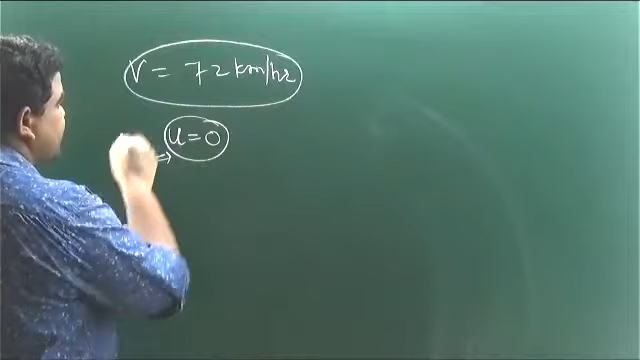 v = 72 km/hr
⇒ u = 0